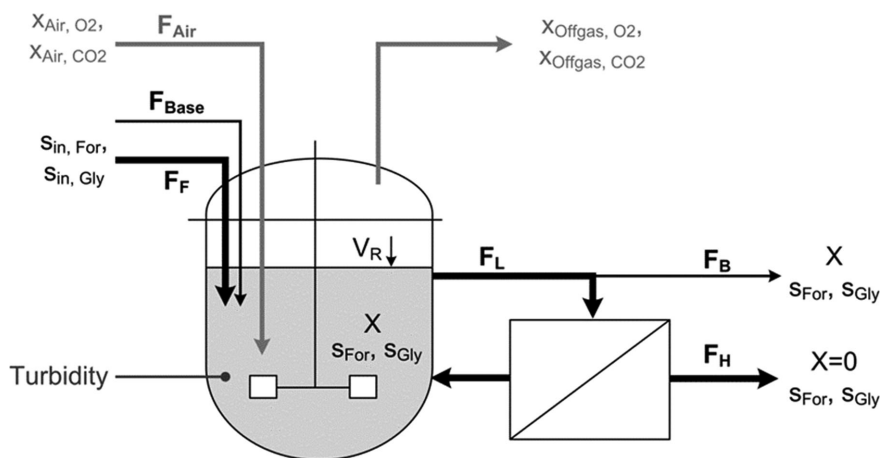 xAir, O2,
xAir, CO2
FAir
xOffgas, O2,
xOffgas, CO2
FBase
sin, For,
sin, Gly
FF
VR
FL
FB
X
sFor, sGly
X
sFor, sGly
Turbidity
FH
X=0
sFor, sGly